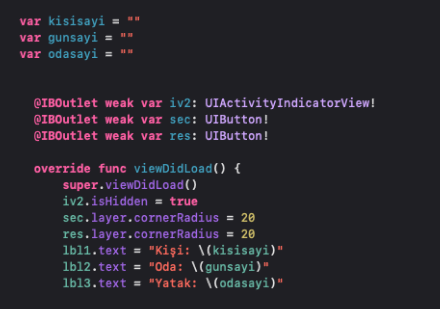 var kisisayi = ""
var gunsayi = ""
var odasayi = ""
@IBOutlet weak var iv2: UIActivityIndicatorView!
@IBOutlet weak var sec: UIButton!
@IBOutlet weak var res: UIButton!
override func viewDidLoad() {
super.viewDidLoad()
iv2.isHidden = true
sec.layer.cornerRadius = 20
res.layer.cornerRadius = 20
lbl1.text = "Kişi: \(kisisayi)"
lbl2.text = "Oda: \(gunsayi)"
lbl3.text = "Yatak: \(odasayi)"